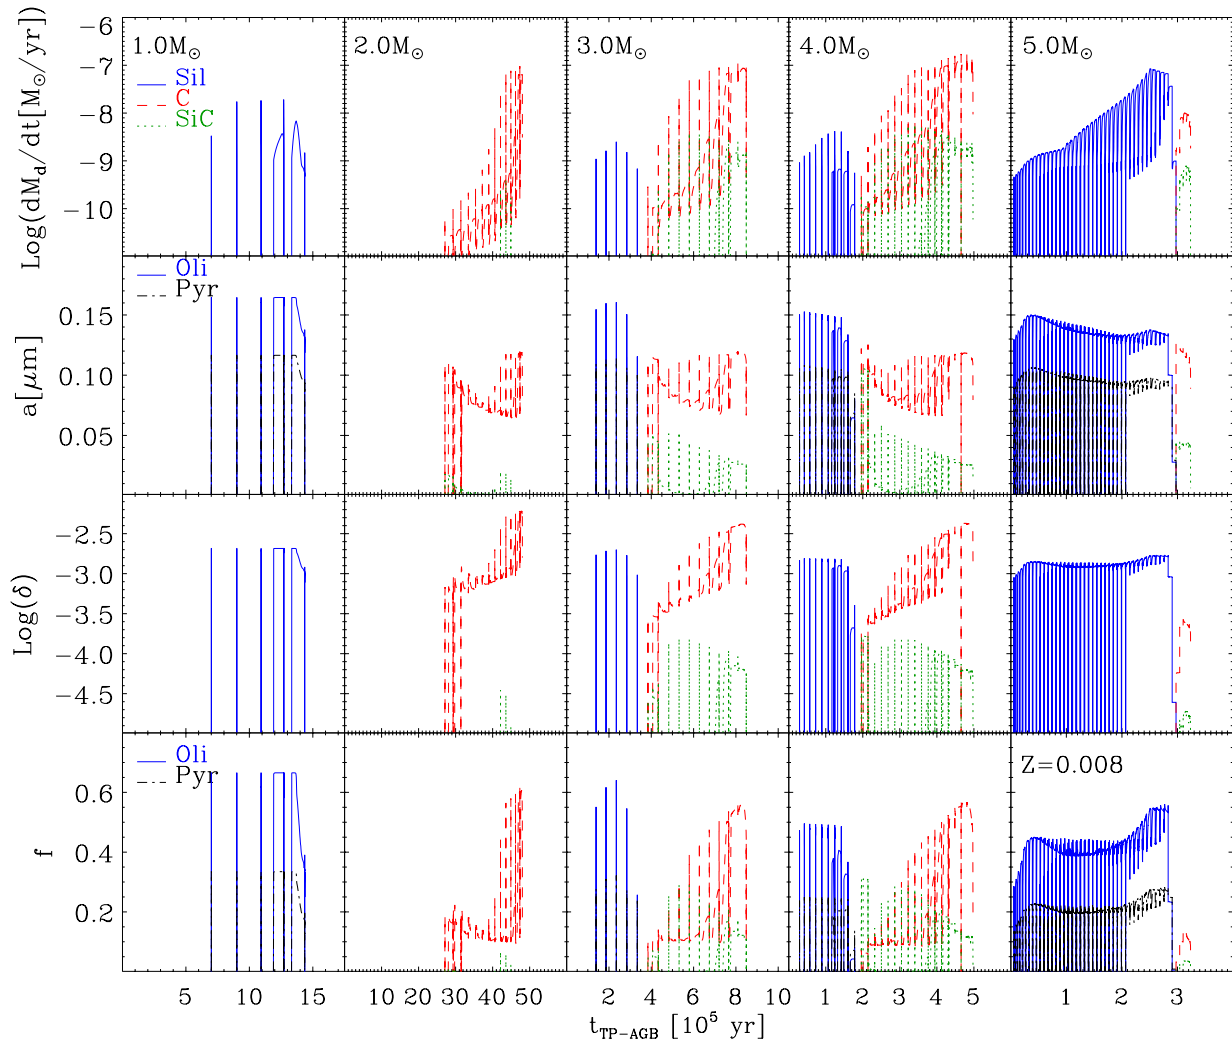 1.0M⊙ 2.0M⊙ 3.0M⊙ 4.0M⊙ 5.0M⊙
Sil
C
SiC
Log(dM_d/dt[M⊙/yr])
−6
−7
−8
−9
−10
Oli
Pyr
a[μm]
0.15
0.10
0.05
Log(δ)
−2.5
−3.0
−3.5
−4.0
−4.5
Oli
Pyr
Z=0.008
f
0.6
0.4
0.2
5 10 15 10 20 30 40 50 2 4 6 8 10 1 2 3 4 5 1 2 3
t_TP−AGB [10^5 yr]